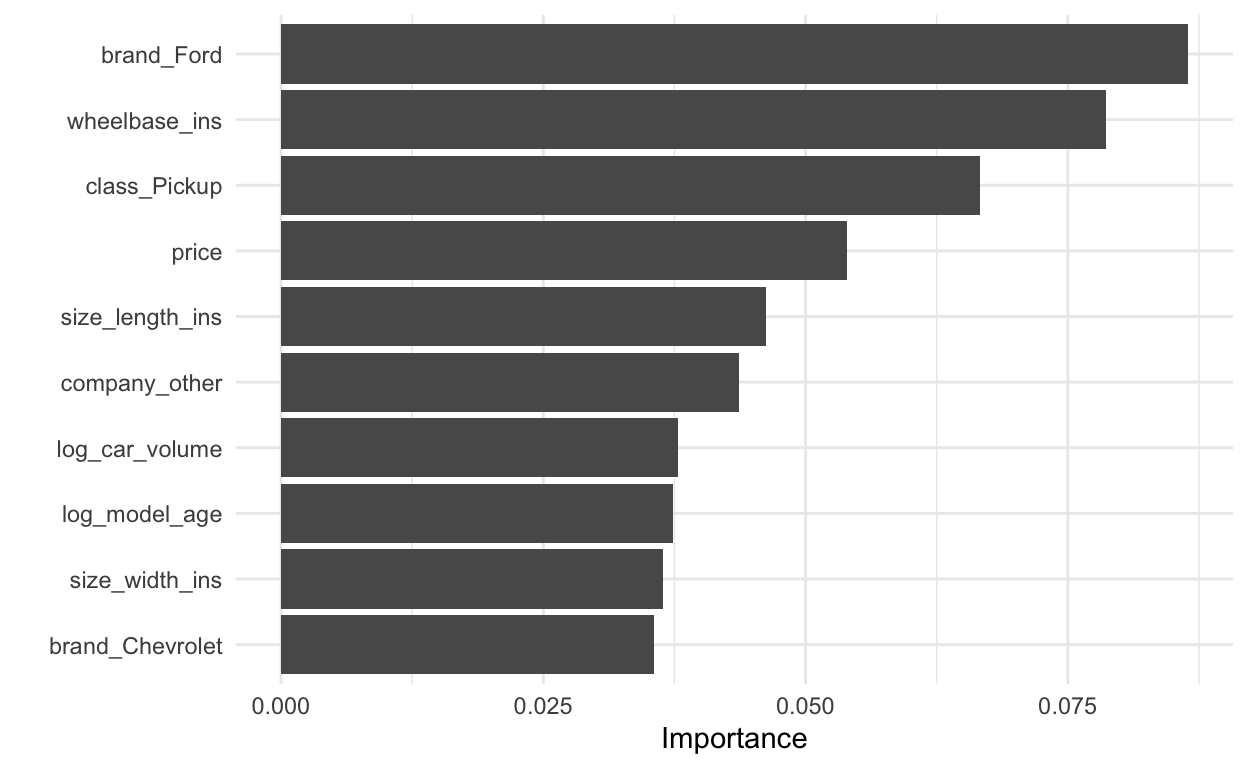 brand_Ford
wheelbase_ins
class_Pickup
price
size_length_ins
company_other
log_car_volume
log_model_age
size_width_ins
brand_Chevrolet
0.000 0.025 0.050 0.075
Importance